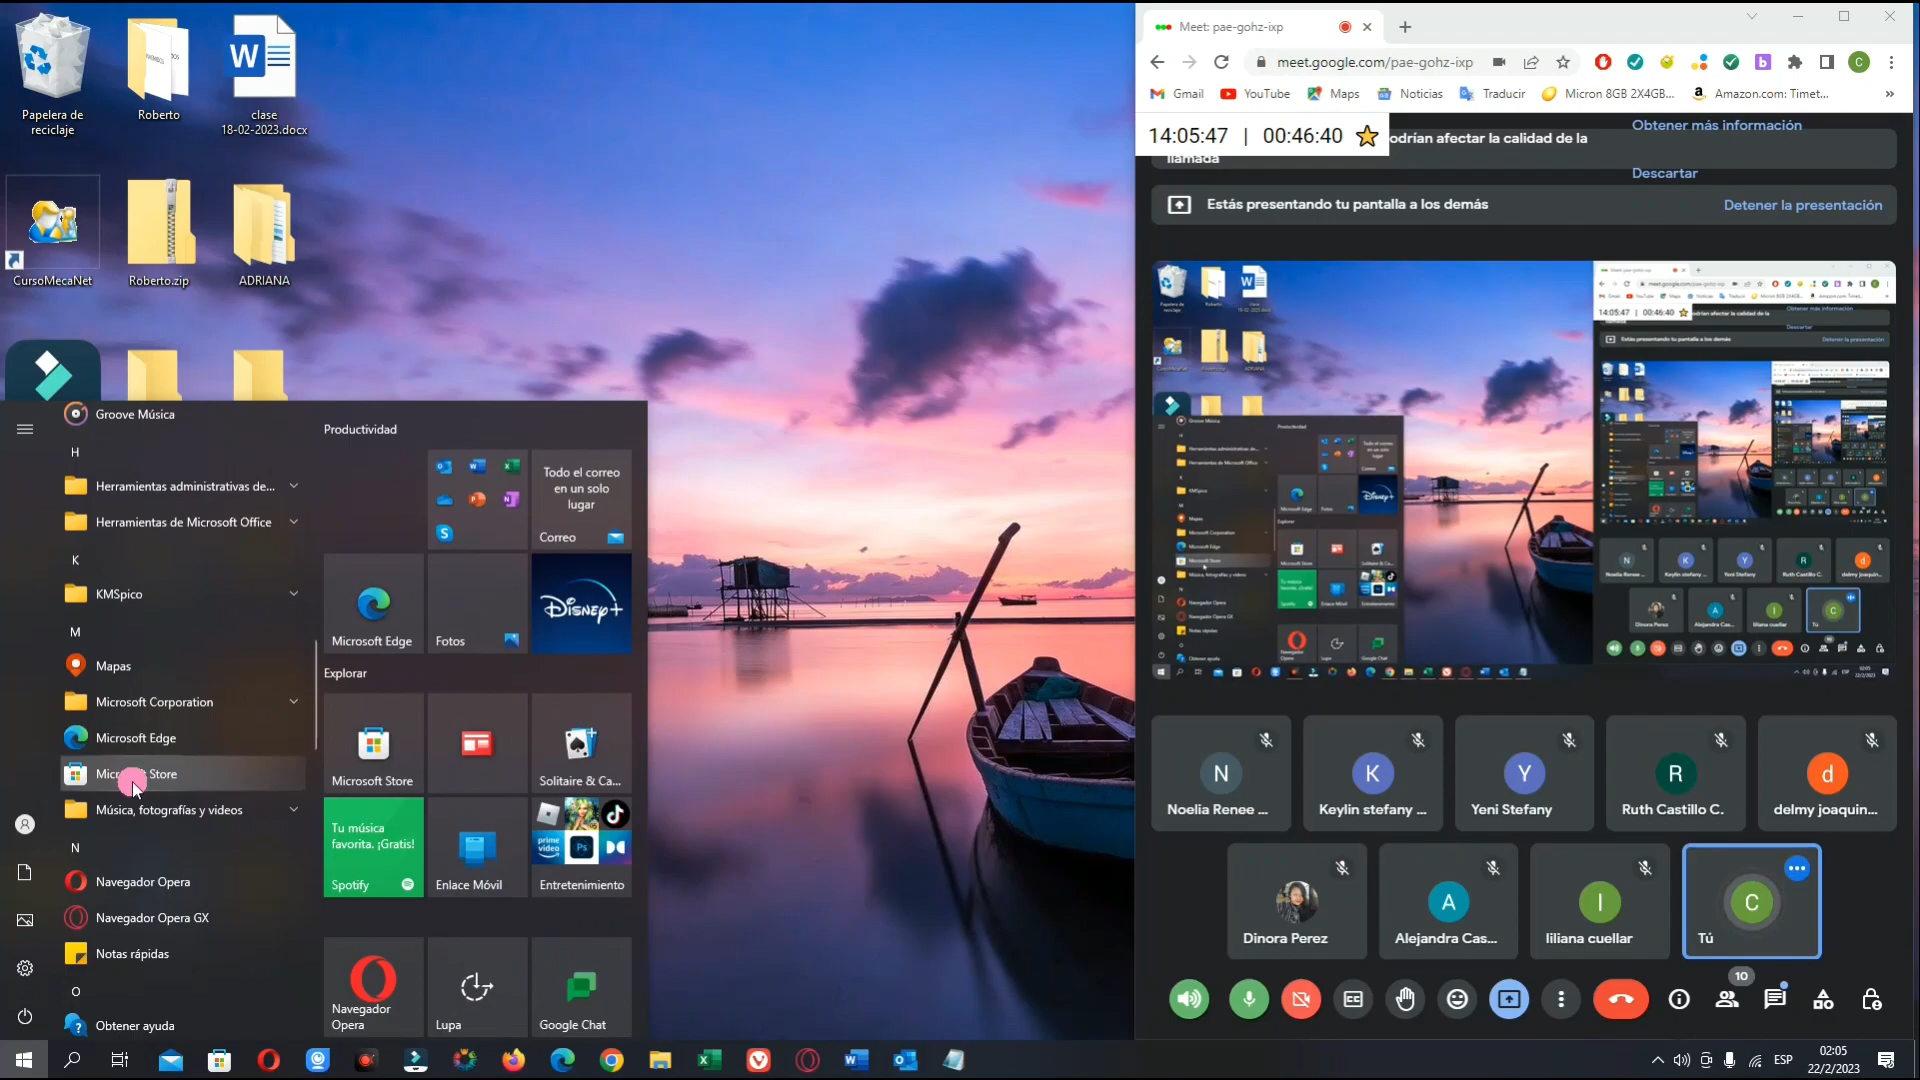 Papelera de
reciclaje
Roberto
clase
18-02-2023.docx
CursoMecaNet
Roberto.zip
ADRIANA
Groove Música
H
Herramientas administrativas de...
Herramientas de Microsoft Office
K
KMSpico
M
Mapas
Microsoft Corporation
Microsoft Edge
Microsoft Store
Música, fotografías y videos
N
Navegador Opera
Navegador Opera GX
Notas rápidas
O
Obtener ayuda
Productividad
Todo el correo
en un solo
lugar
Correo
Microsoft Edge
Fotos
Disney+
Explorar
Microsoft Store
Solitaire & Ca...
Tu música
favorita. ¡Gratis!
Spotify
Enlace Móvil
prime video
Ps
Entretenimiento
Navegador
Opera
Lupa
Google Chat
Meet: pae-gohz-ixp
meet.google.com/pae-gohz-ixp
Gmail
YouTube
Maps
Noticias
Traducir
Micron 8GB 2X4GB...
Amazon.com: Timet...
14:05:47 | 00:46:40
odrían afectar la calidad de la
llamada
Obtener más información
Descartar
Estás presentando tu pantalla a los demás
Detener la presentación
N
Noelia Renee ...
K
Keylin stefany ...
Y
Yeni Stefany
R
Ruth Castillo C.
d
delmy joaquin...
Dinora Perez
A
Alejandra Cas...
l
liliana cuellar
C
Tú
10
ESP
02:05
22/2/2023